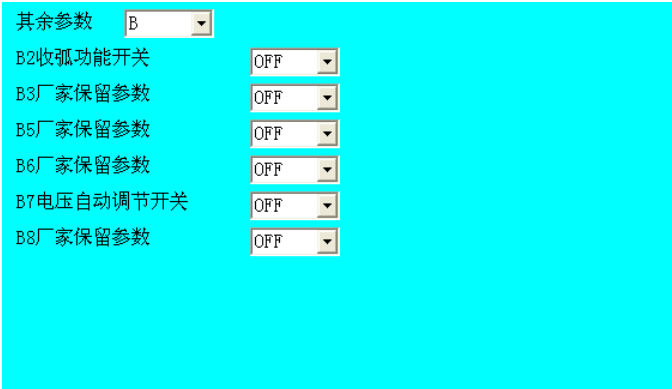 其余参数 B
B2收弧功能开关 OFF
B3厂家保留参数 OFF
B5厂家保留参数 OFF
B6厂家保留参数 OFF
B7电压自动调节开关 OFF
B8厂家保留参数 OFF